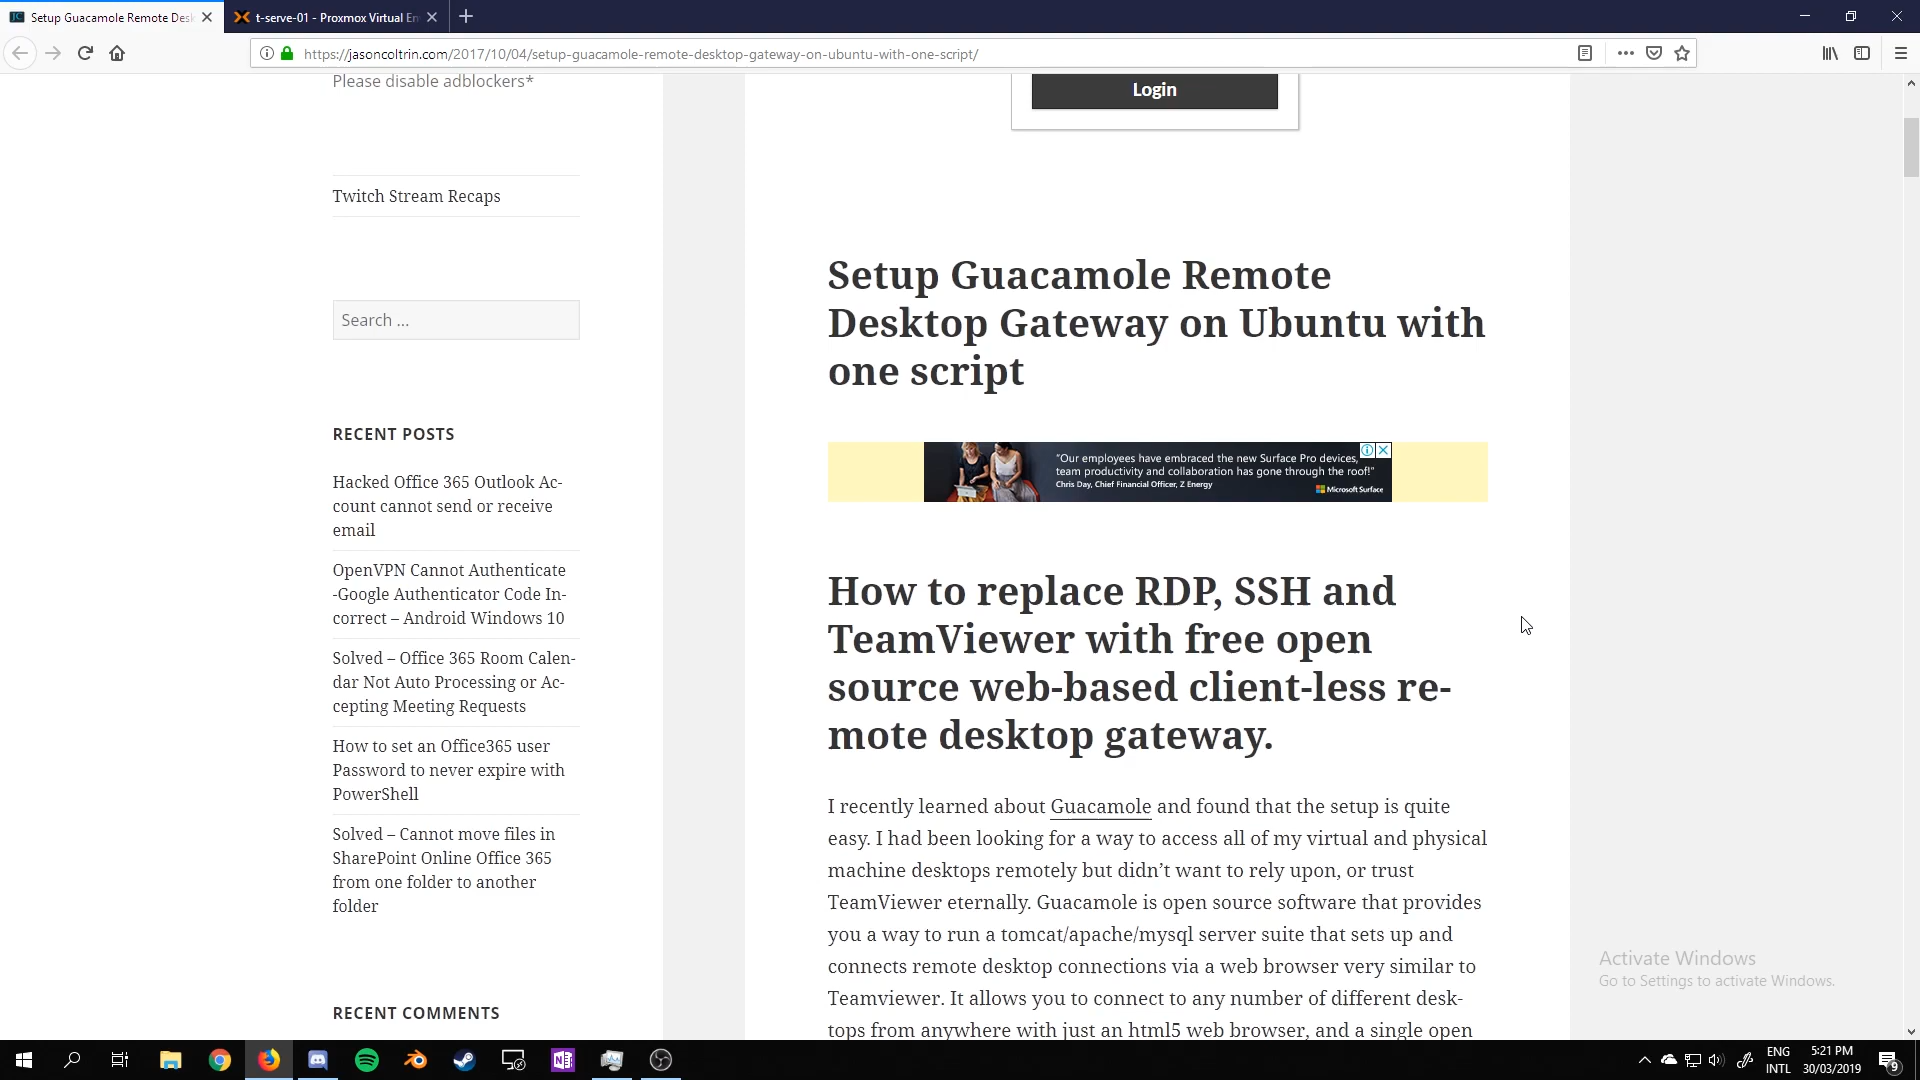 Setup Guacamole Remote Des
t-serve-01 - Proxmox Virtual En
https://jasoncoltrin.com/2017/10/04/setup-guacamole-remote-desktop-gateway-on-ubuntu-with-one-script/
Please disable adblockers*
Twitch Stream Recaps
Search ...
RECENT POSTS
Hacked Office 365 Outlook Ac-
count cannot send or receive
email
OpenVPN Cannot Authenticate
-Google Authenticator Code In-
correct – Android Windows 10
Solved – Office 365 Room Calen-
dar Not Auto Processing or Ac-
cepting Meeting Requests
How to set an Office365 user
Password to never expire with
PowerShell
Solved – Cannot move files in
SharePoint Online Office 365
from one folder to another
folder
RECENT COMMENTS
Login
Setup Guacamole Remote
Desktop Gateway on Ubuntu with
one script
"Our employees have embraced the new Surface Pro devices,
team productivity and collaboration has gone through the roof!"
Chris Day, Chief Financial Officer, Z Energy
Microsoft Surface
How to replace RDP, SSH and
TeamViewer with free open
source web-based client-less re-
mote desktop gateway.
I recently learned about Guacamole and found that the setup is quite
easy. I had been looking for a way to access all of my virtual and physical
machine desktops remotely but didn’t want to rely upon, or trust
TeamViewer eternally. Guacamole is open source software that provides
you a way to run a tomcat/apache/mysql server suite that sets up and
connects remote desktop connections via a web browser very similar to
Teamviewer. It allows you to connect to any number of different desk-
tops from anywhere with just an html5 web browser, and a single open
Activate Windows
Go to Settings to activate Windows.
ENG
INTL
5:21 PM
30/03/2019
9